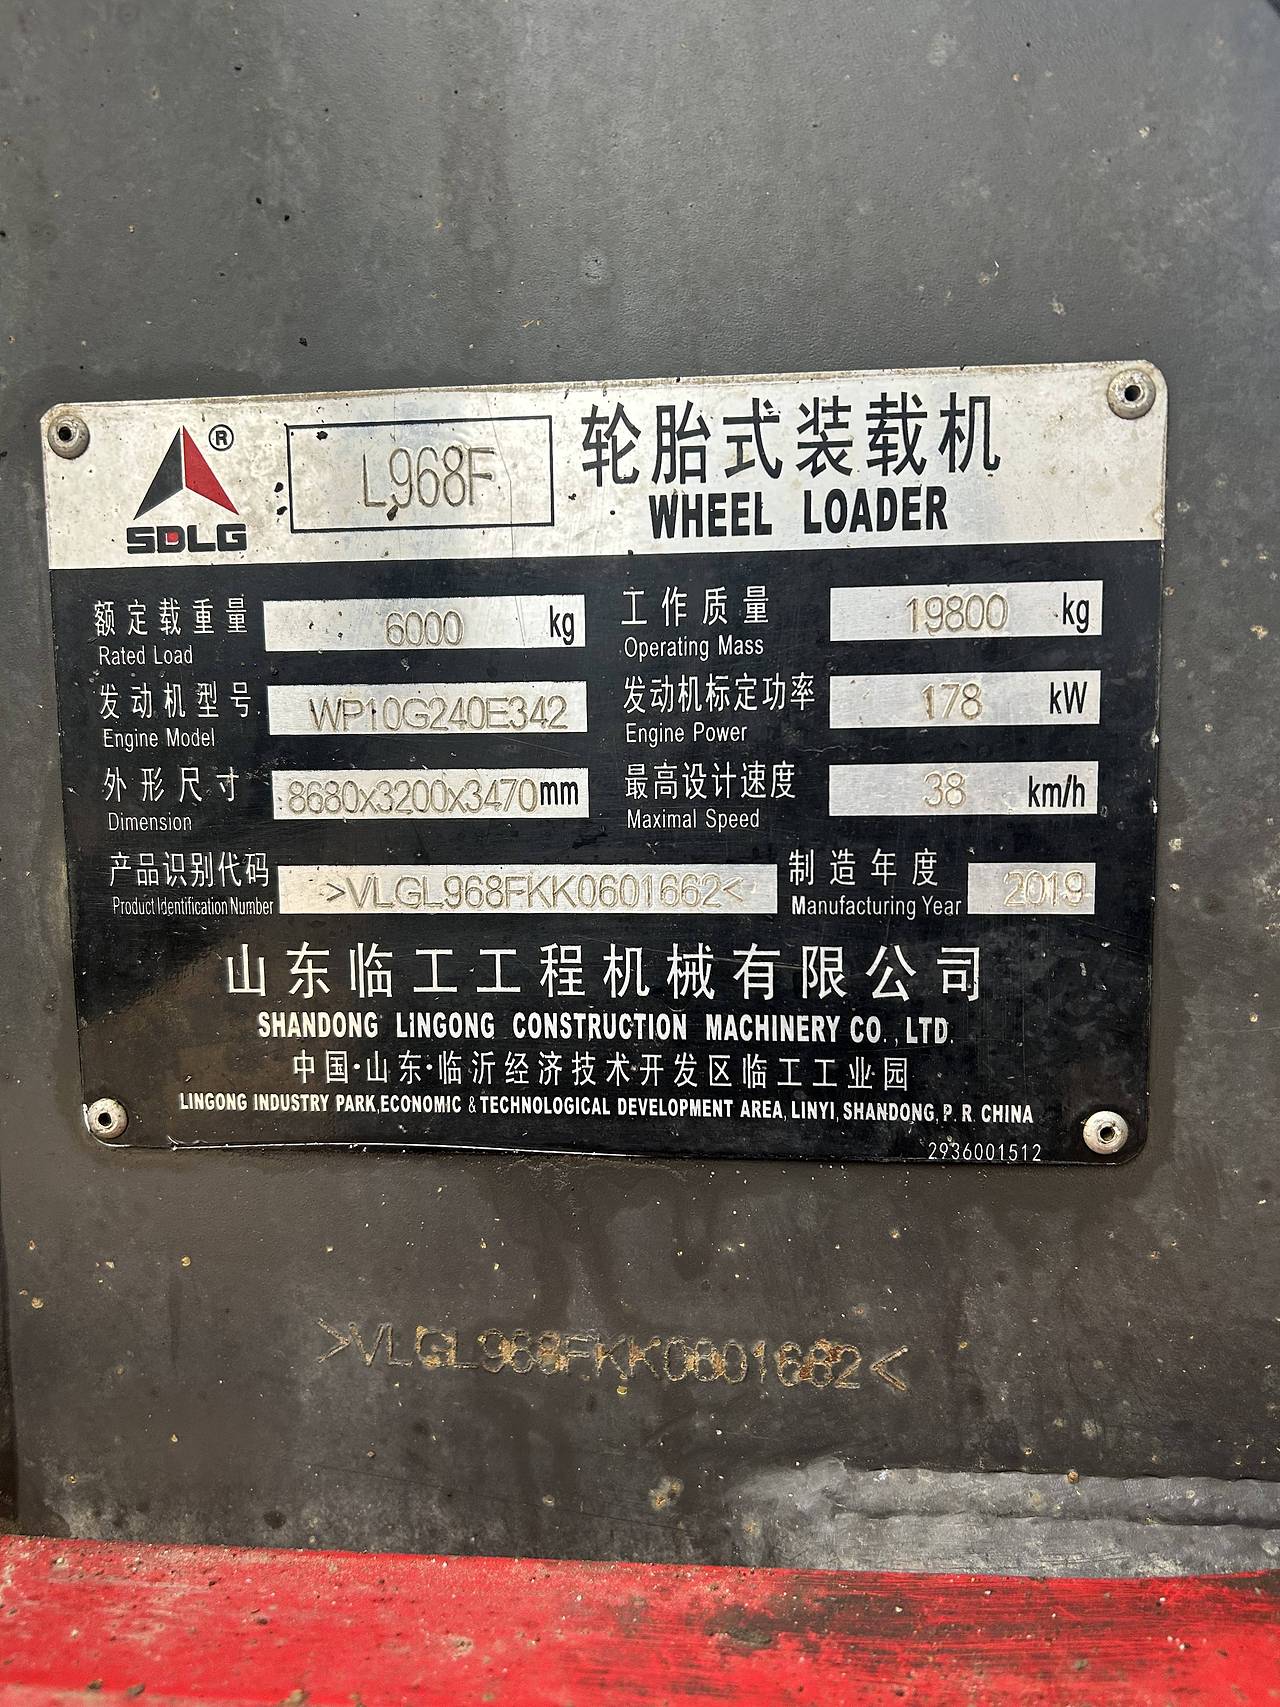 SDLG ®
L968F
轮胎式装载机
WHEEL LOADER
额定载重量 6000 kg
Rated Load
工作质量 19800 kg
Operating Mass
发动机型号 WP10G240E342
Engine Model
发动机标定功率 178 kW
Engine Power
外形尺寸 8680x3200x3470mm
Dimension
最高设计速度 38 km/h
Maximal Speed
产品识别代码 >VLGL968FKK0601662<
Product Identification Number
制造年度 2019
Manufacturing Year
山东临工工程机械有限公司
SHANDONG LINGONG CONSTRUCTION MACHINERY CO., LTD.
中国·山东·临沂经济技术开发区临工工业园
LINGONG INDUSTRY PARK,ECONOMIC & TECHNOLOGICAL DEVELOPMENT AREA, LINYI, SHANDONG, P. R. CHINA
2936001512
>VLGL968FKK0601662<